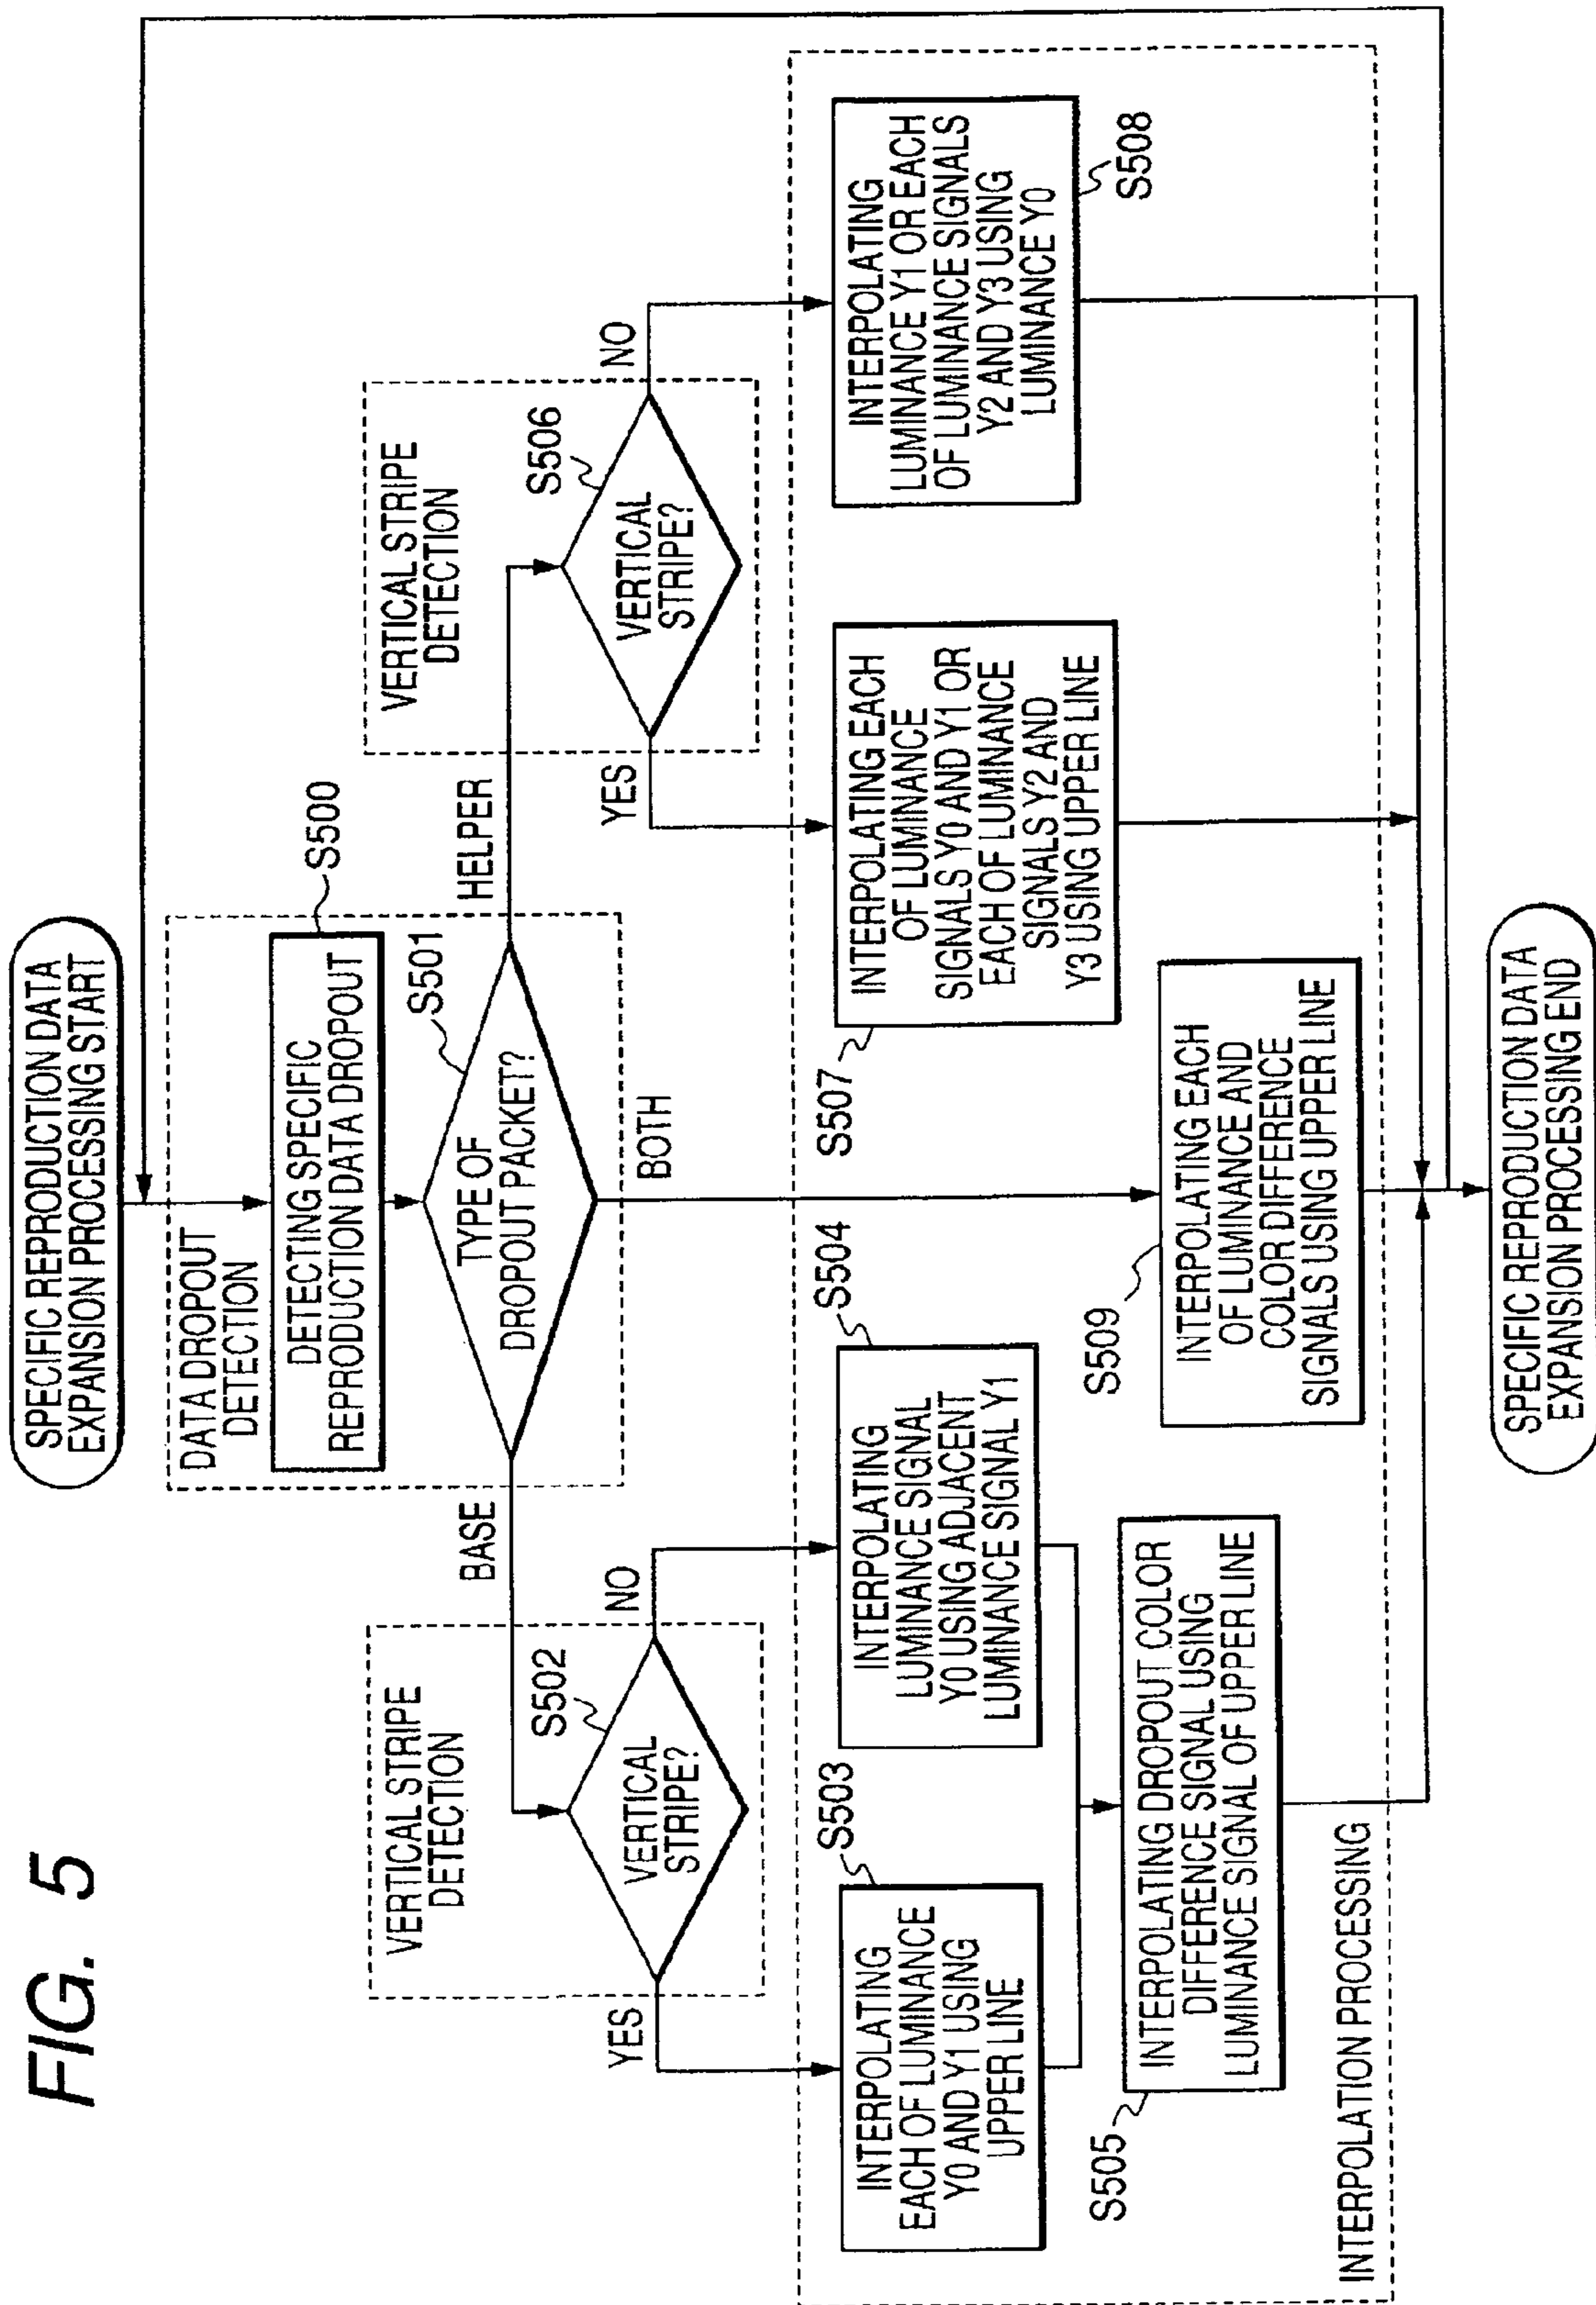 FIG. 5
SPECIFIC REPRODUCTION DATA
EXPANSION PROCESSING START
DATA DROPOUT
DETECTION
DETECTING SPECIFIC
REPRODUCTION DATA DROPOUT
S500
TYPE OF
DROPOUT PACKET?
S501
BASE
HELPER
BOTH
VERTICAL STRIPE
DETECTION
VERTICAL
STRIPE?
S502
YES
NO
VERTICAL STRIPE
DETECTION
VERTICAL
STRIPE?
S506
YES
NO
INTERPOLATING
EACH OF LUMINANCE
Y0 AND Y1 USING
UPPER LINE
S503
INTERPOLATING
LUMINANCE SIGNAL
Y0 USING ADJACENT
LUMINANCE SIGNAL Y1
S504
S507
INTERPOLATING EACH
OF LUMINANCE
SIGNALS Y0 AND Y1 OR
EACH OF LUMINANCE
SIGNALS Y2 AND
Y3 USING UPPER LINE
INTERPOLATING
LUMINANCE Y1 OR EACH
OF LUMINANCE SIGNALS
Y2 AND Y3 USING
LUMINANCE Y0
S508
S505
INTERPOLATING DROPOUT COLOR
DIFFERENCE SIGNAL USING
LUMINANCE SIGNAL OF UPPER LINE
S509
INTERPOLATING EACH
OF LUMINANCE AND
COLOR DIFFERENCE
SIGNALS USING UPPER LINE
INTERPOLATION PROCESSING
SPECIFIC REPRODUCTION DATA
EXPANSION PROCESSING END